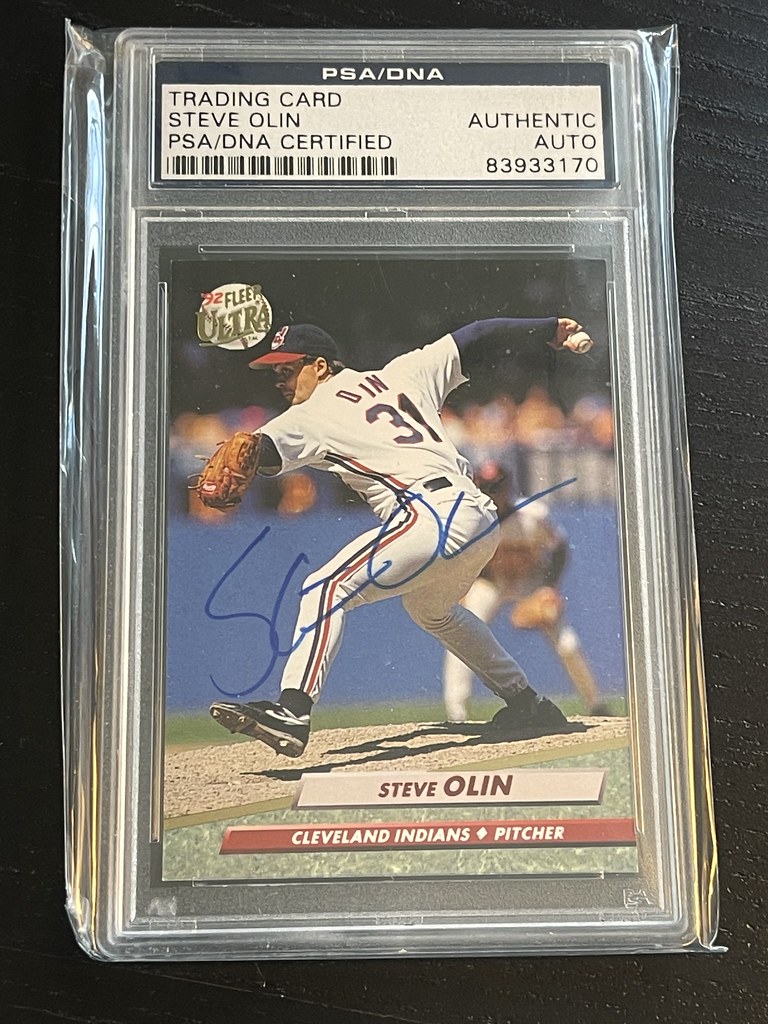 PSA/DNA
TRADING CARD
STEVE OLIN
AUTHENTIC
PSA/DNA CERTIFIED
AUTO
83933170
'92 FLEER
ULTRA
31
STEVE OLIN
CLEVELAND INDIANS ♦ PITCHER